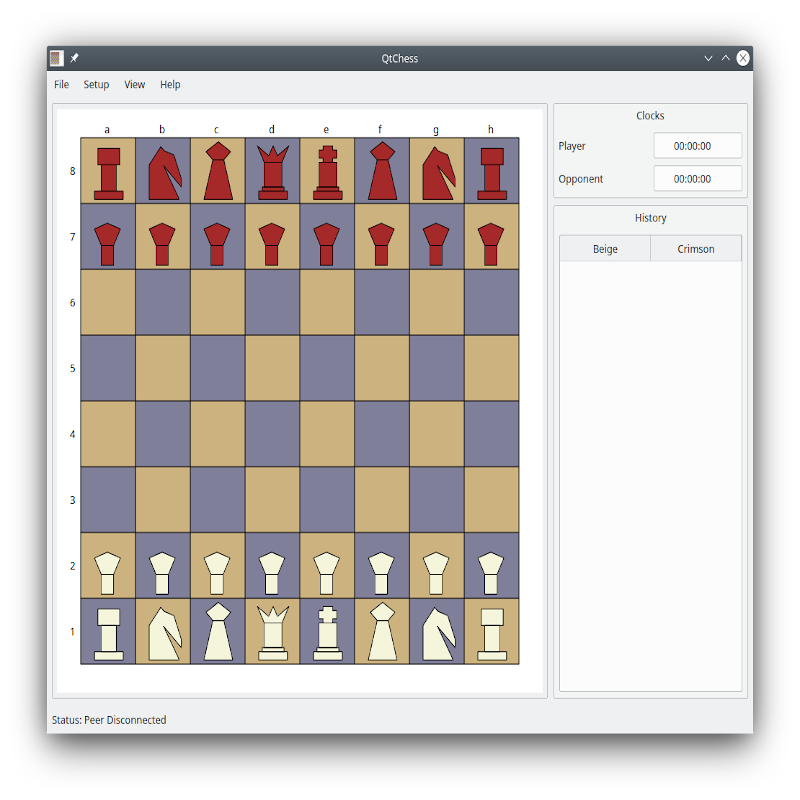 QtChess
File Setup View Help
a b c d e f g h
8
7
6
5
4
3
2
1
Clocks
Player 00:00:00
Opponent 00:00:00
History
Beige Crimson
Status: Peer Disconnected